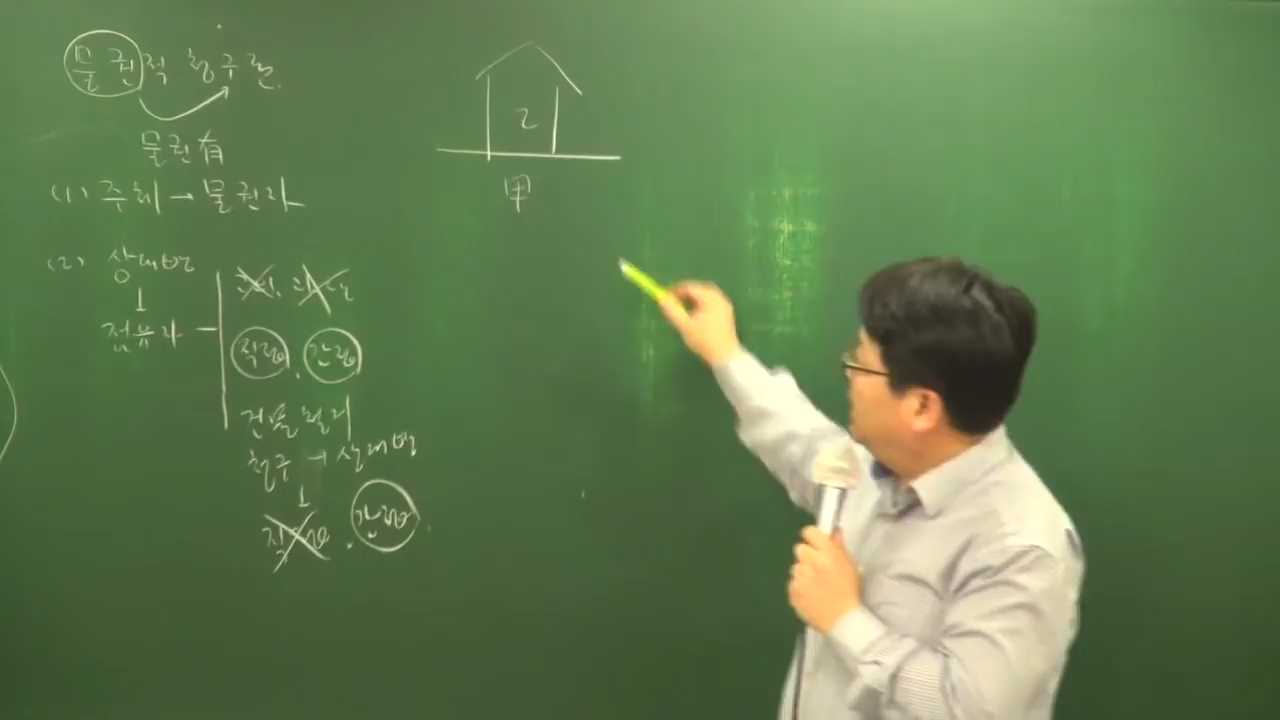 물권적 청구권.
물권有
(1) 주체 → 물권자
(2) 상대방
↓
점유자
직접, 간접
건물철거
청구 → 상대방
↓
직접, 간접.
乙
甲